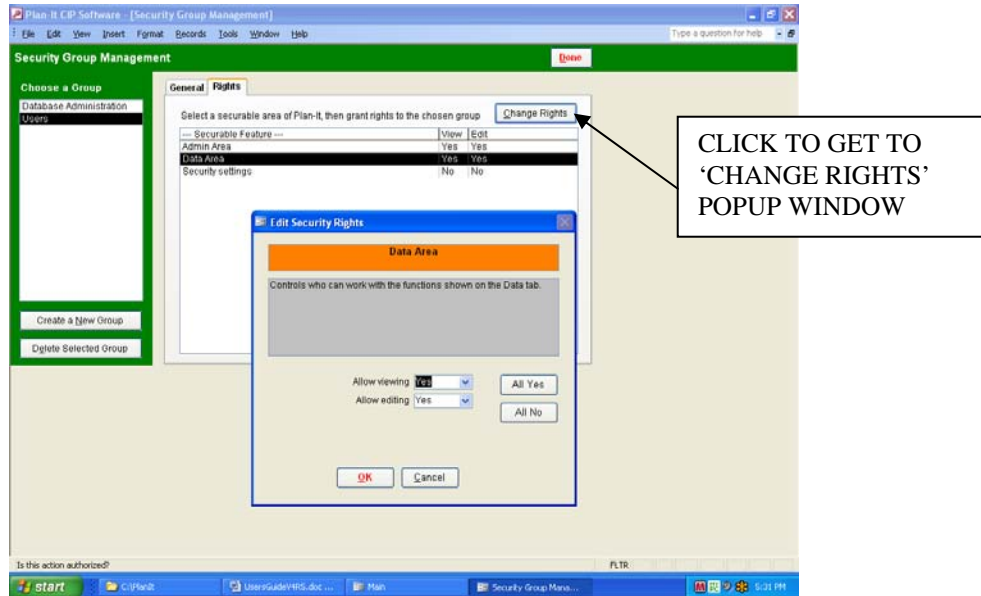 Plan-It CIP Software - [Security Group Management]
File Edit View Insert Format Records Tools Window Help
Type a question for help
Security Group Management
Done
Choose a Group
Database Administration
Users
Create a New Group
Delete Selected Group
General Rights
Select a securable area of Plan-It, then grant rights to the chosen group
Change Rights
--- Securable Feature --- View Edit
Admin Area Yes Yes
Data Area Yes Yes
Security settings No No
CLICK TO GET TO
‘CHANGE RIGHTS’
POPUP WINDOW
Edit Security Rights
Data Area
Controls who can work with the functions shown on the Data tab.
Allow viewing Yes
All Yes
Allow editing Yes
All No
OK Cancel
Is this action authorized?
FLTR
start C:\PlanIt UsersGuideV4RS.doc ... Main Security Group Mana... 5:31 PM